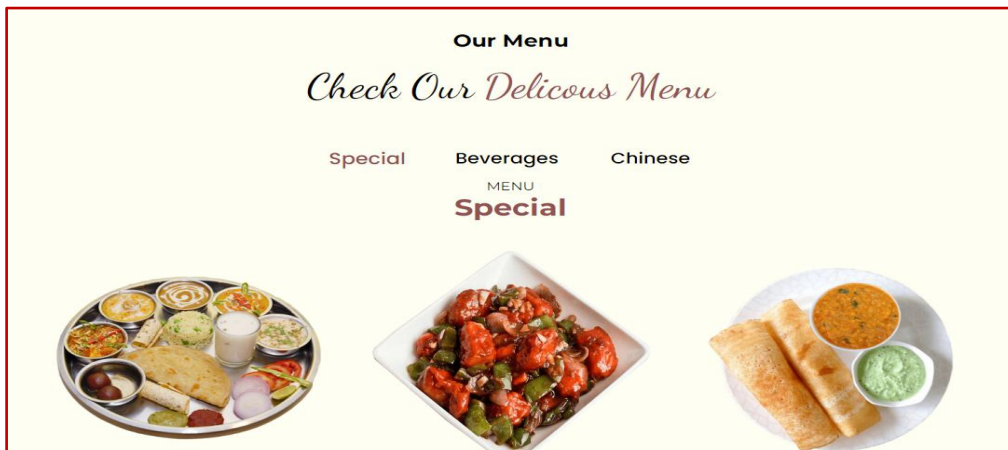 Our Menu
Check Our Delicous Menu
Special Beverages Chinese
MENU
Special